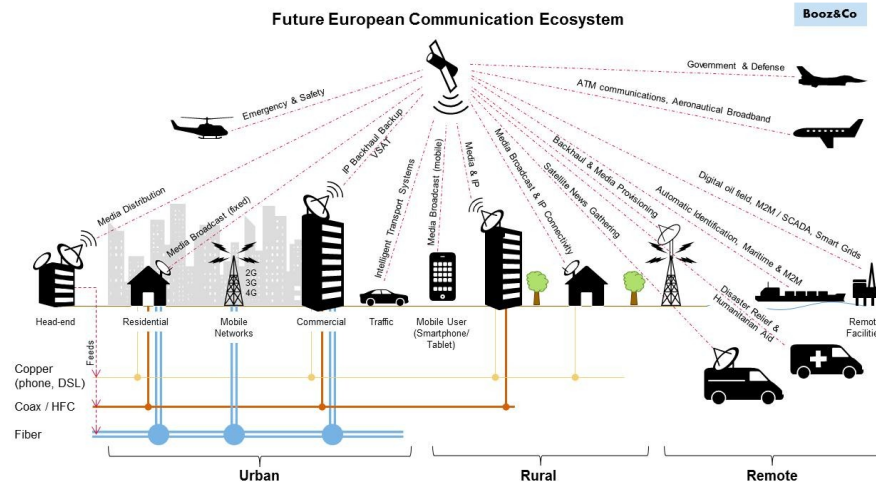 Future European Communication Ecosystem
Booz&Co
Government & Defense
ATM communications, Aeronautical Broadband
Emergency & Safety
IP Backhaul Backup
VSAT
Media Distribution
Media Broadcast (fixed)
Intelligent Transport Systems
Media Broadcast (mobile)
Media & IP
Media Broadcast & IP Connectivity
Satellite News Gathering
Backhaul & Media Provisioning
Automatic Identification, Maritime & M2M
Digital oil field, M2M / SCADA, Smart Grids
Disaster Relief &
Humanitarian Aid
2G
3G
4G
Head-end
Residential
Mobile
Networks
Commercial
Traffic
Mobile User
(Smartphone/
Tablet)
Remote
Facilities
Feeds
Copper
(phone, DSL)
Coax / HFC
Fiber
Urban
Rural
Remote